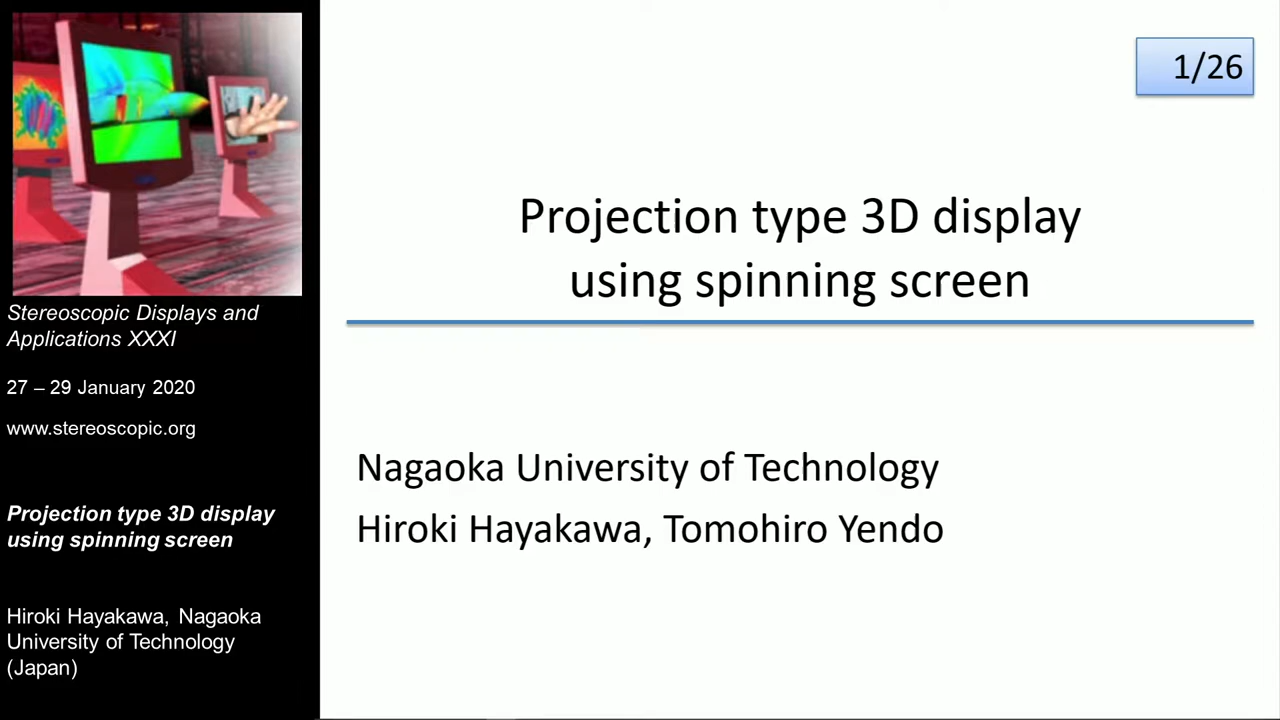 Stereoscopic Displays and
Applications XXXI
27 – 29 January 2020
www.stereoscopic.org
Projection type 3D display
using spinning screen
Hiroki Hayakawa, Nagaoka
University of Technology
(Japan)
1/26
Projection type 3D display
using spinning screen
Nagaoka University of Technology
Hiroki Hayakawa, Tomohiro Yendo